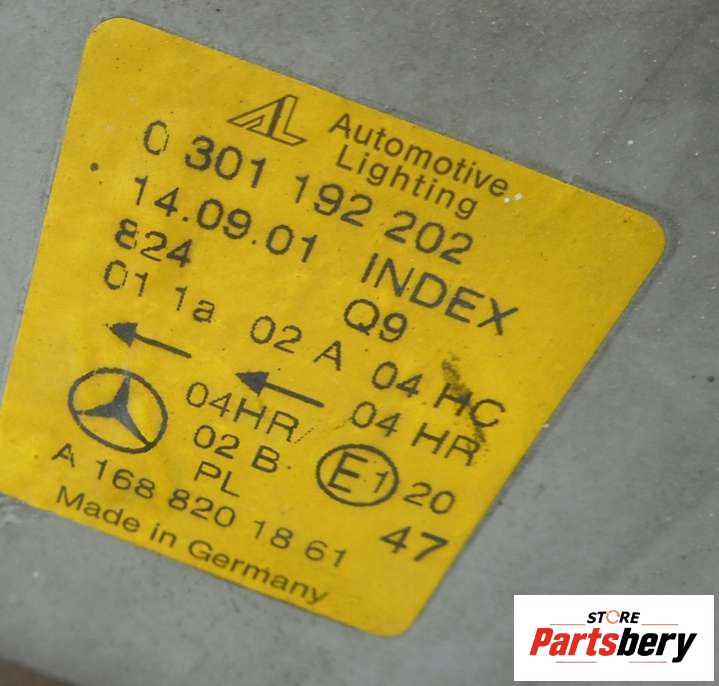 AL Automotive
Lighting
0 301 192 202
14.09.01 INDEX
824 Q9
01 1a 02 A 04 HC
04HR 04 HR
02 B E1 20
PL 47
A 168 820 18 61
Made in Germany
STORE
Partsbery